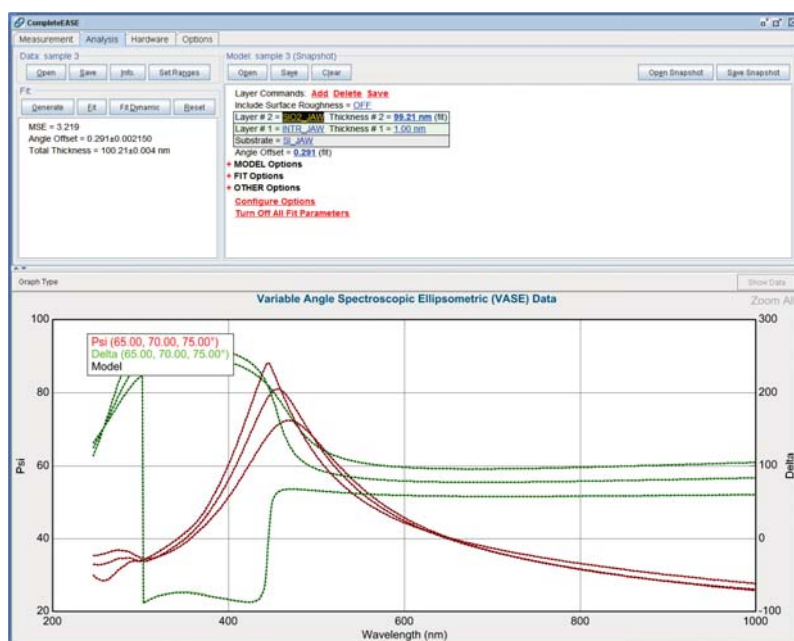 CompleteEASE
Measurement Analysis Hardware Options
Data: sample 3
Open Save Info. Set Ranges
Fit:
Generate Fit Fit Dynamic Reset
MSE = 3.219
Angle Offset = 0.291±0.002150
Total Thickness = 100.21±0.004 nm
Model: sample 3 (Snapshot)
Open Save Clear Open Snapshot Save Snapshot
Layer Commands: Add Delete Save
Include Surface Roughness = OFF
Layer # 2 = SIO2_JAW Thickness # 2 = 99.21 nm (fit)
Layer # 1 = INTR_JAW Thickness # 1 = 1.00 nm
Substrate = SI_JAW
Angle Offset = 0.291 (fit)
+ MODEL Options
+ FIT Options
+ OTHER Options
Configure Options
Turn Off All Fit Parameters
Graph Type Show Data
Variable Angle Spectroscopic Ellipsometric (VASE) Data
Zoom All
Psi (65.00, 70.00, 75.00°)
Delta (65.00, 70.00, 75.00°)
Model
Psi
100
80
60
40
20
300
200
100
0
-100
Delta
200 400 600 800 1000
Wavelength (nm)